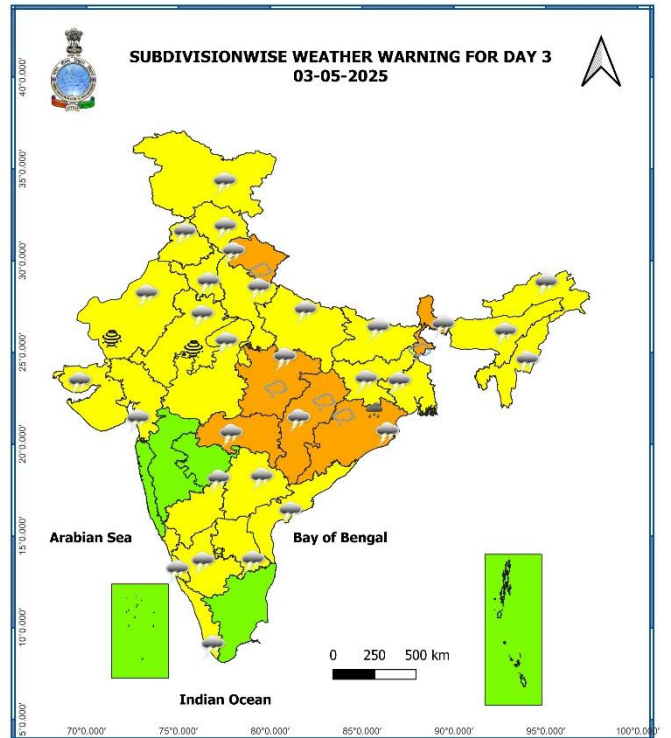 SUBDIVISIONWISE WEATHER WARNING FOR DAY 3
03-05-2025
40°0.000'
35°0.000'
30°0.000'
25°0.000'
20°0.000'
15°0.000'
10°0.000'
5°0.000'
Arabian Sea
Bay of Bengal
0 250 500 km
Indian Ocean
70°0.000' 75°0.000' 80°0.000' 85°0.000' 90°0.000' 95°0.000' 100°0.000'